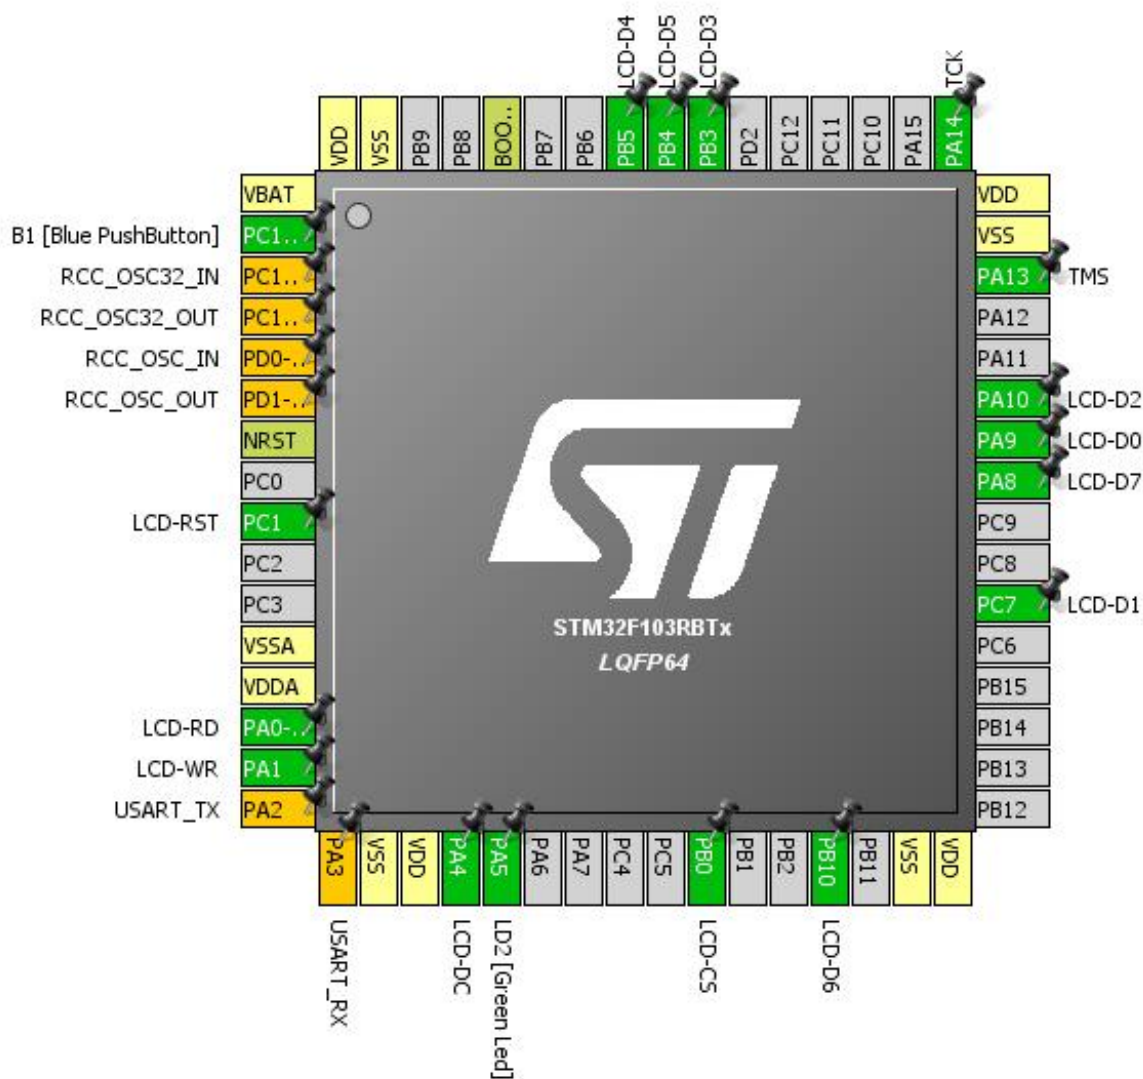 LCD-D4
LCD-D5
LCD-D3
TCK
VDD
VSS
PB9
PB8
BOO..
PB7
PB6
PB5
PB4
PB3
PD2
PC12
PC11
PC10
PA15
PA14
VBAT
B1 [Blue PushButton] PC1..
RCC_OSC32_IN PC1..
RCC_OSC32_OUT PC1..
RCC_OSC_IN PD0-..
RCC_OSC_OUT PD1-..
NRST
PC0
LCD-RST PC1
PC2
PC3
VSSA
VDDA
LCD-RD PA0-..
LCD-WR PA1
USART_TX PA2
ST
STM32F103RBTx
LQFP64
VDD
VSS
PA13 TMS
PA12
PA11
PA10 LCD-D2
PA9 LCD-D0
PA8 LCD-D7
PC9
PC8
PC7 LCD-D1
PC6
PB15
PB14
PB13
PB12
PA3
VSS
VDD
PA4
PA5
PA6
PA7
PC4
PC5
PB0
PB1
PB2
PB10
PB11
VSS
VDD
USART_RX
LCD-DC
LD2 [Green Led]
LCD-CS
LCD-D6